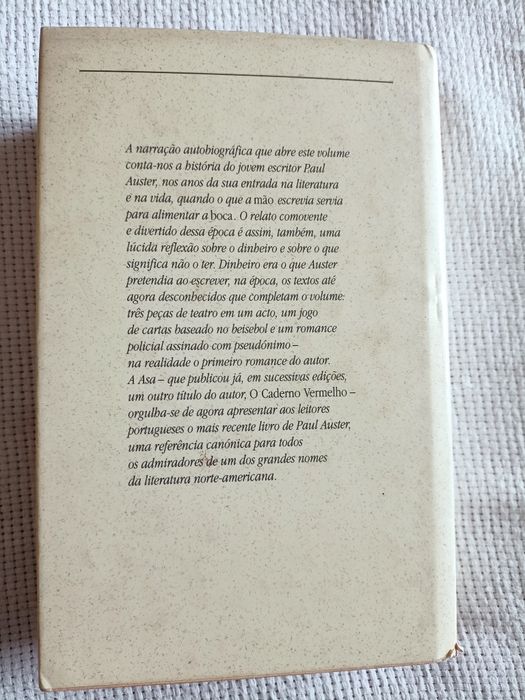 A narração autobiográfica que abre este volume
conta-nos a história do jovem escritor Paul
Auster, nos anos da sua entrada na literatura
e na vida, quando o que a mão escrevia servia
para alimentar a boca. O relato comovente
e divertido dessa época é assim, também, uma
lúcida reflexão sobre o dinheiro e sobre o que
significa não o ter. Dinheiro era o que Auster
pretendia ao escrever, na época, os textos até
agora desconhecidos que completam o volume:
três peças de teatro em um acto, um jogo
de cartas baseado no beisebol e um romance
policial assinado com pseudónimo –
na realidade o primeiro romance do autor.
A Asa – que publicou já, em sucessivas edições,
um outro título do autor, O Caderno Vermelho –
orgulha-se de agora apresentar aos leitores
portugueses o mais recente livro de Paul Auster,
uma referência canónica para todos
os admiradores de um dos grandes nomes
da literatura norte-americana.